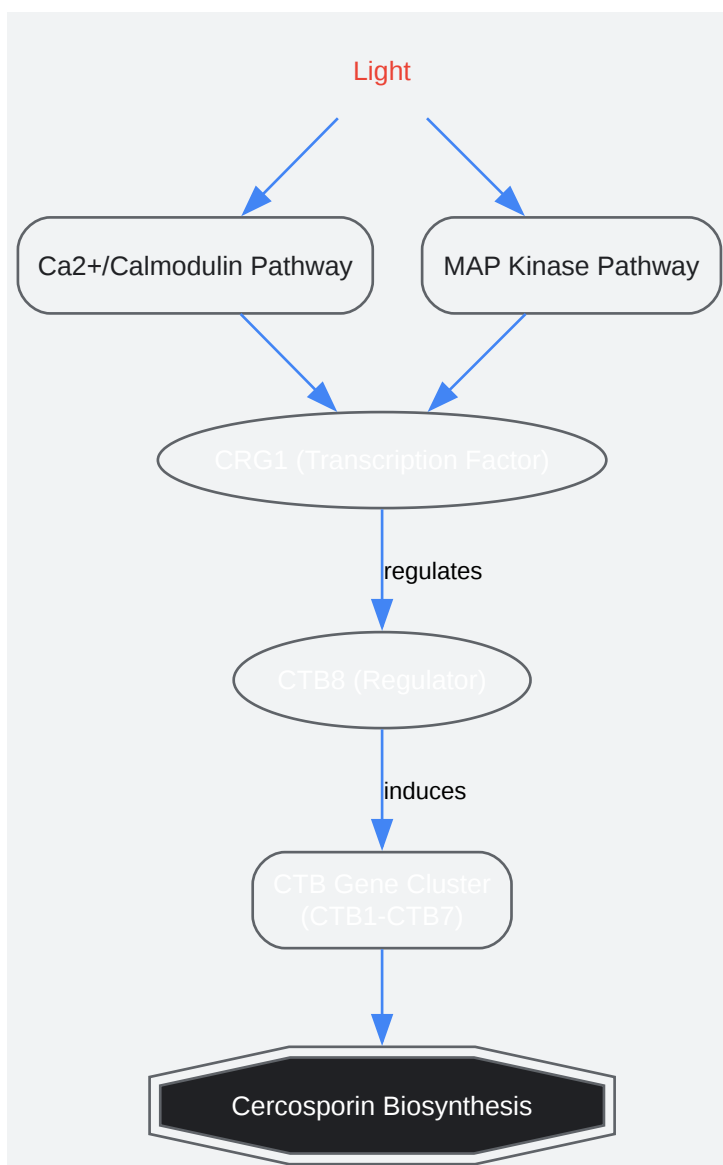 Light
Ca2+/Calmodulin Pathway
MAP Kinase Pathway
CRG1 (Transcription Factor)
regulates
CTB8 (Regulator)
induces
CTB Gene Cluster
(CTB1-CTB7)
Cercosporin Biosynthesis